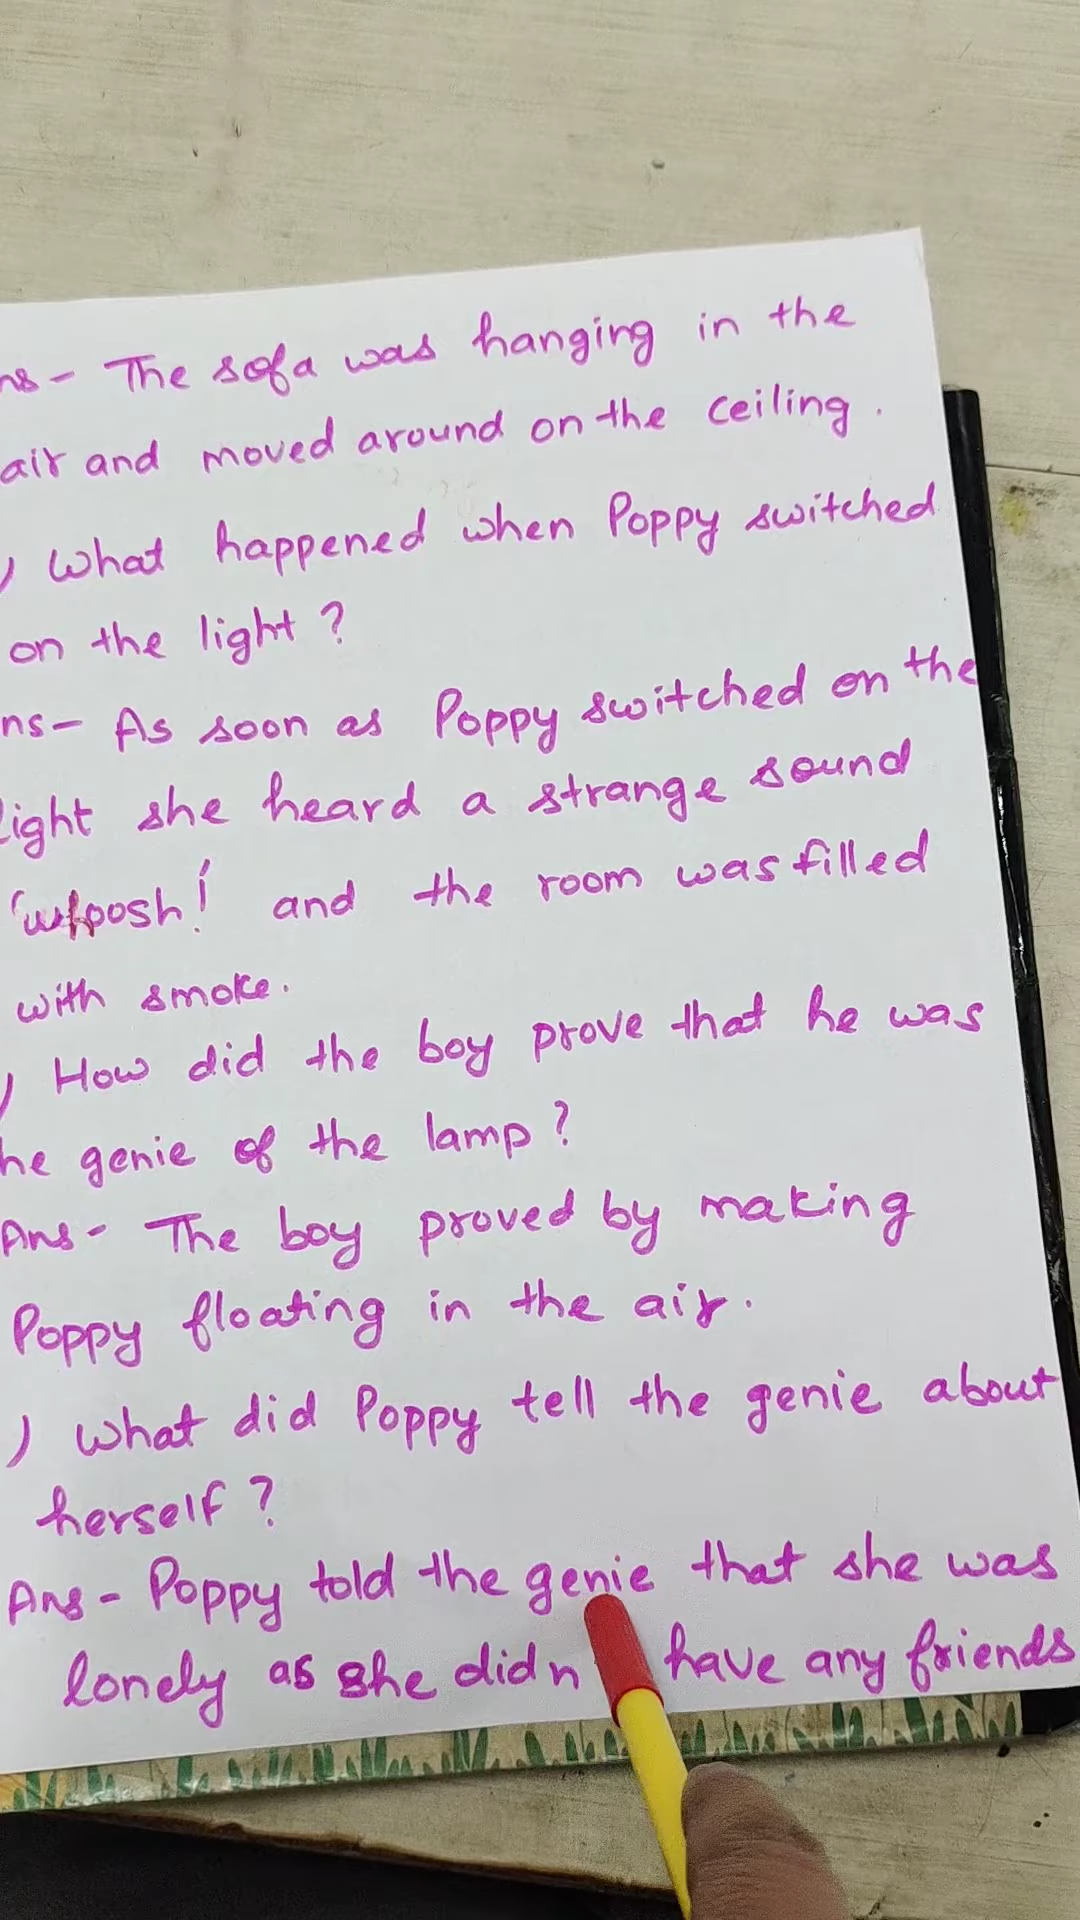 ns- The sofa was hanging in the
air and moved around on the ceiling.
) What happened when Poppy switched
on the light?
ns- As soon as Poppy switched on the
light she heard a strange sound
'whoosh!' and the room was filled
with smoke.
) How did the boy prove that he was
he genie of the lamp?
Ans- The boy proved by making
Poppy floating in the air.
) What did Poppy tell the genie about
herself?
Ans- Poppy told the genie that she was
lonely as she didn have any friends